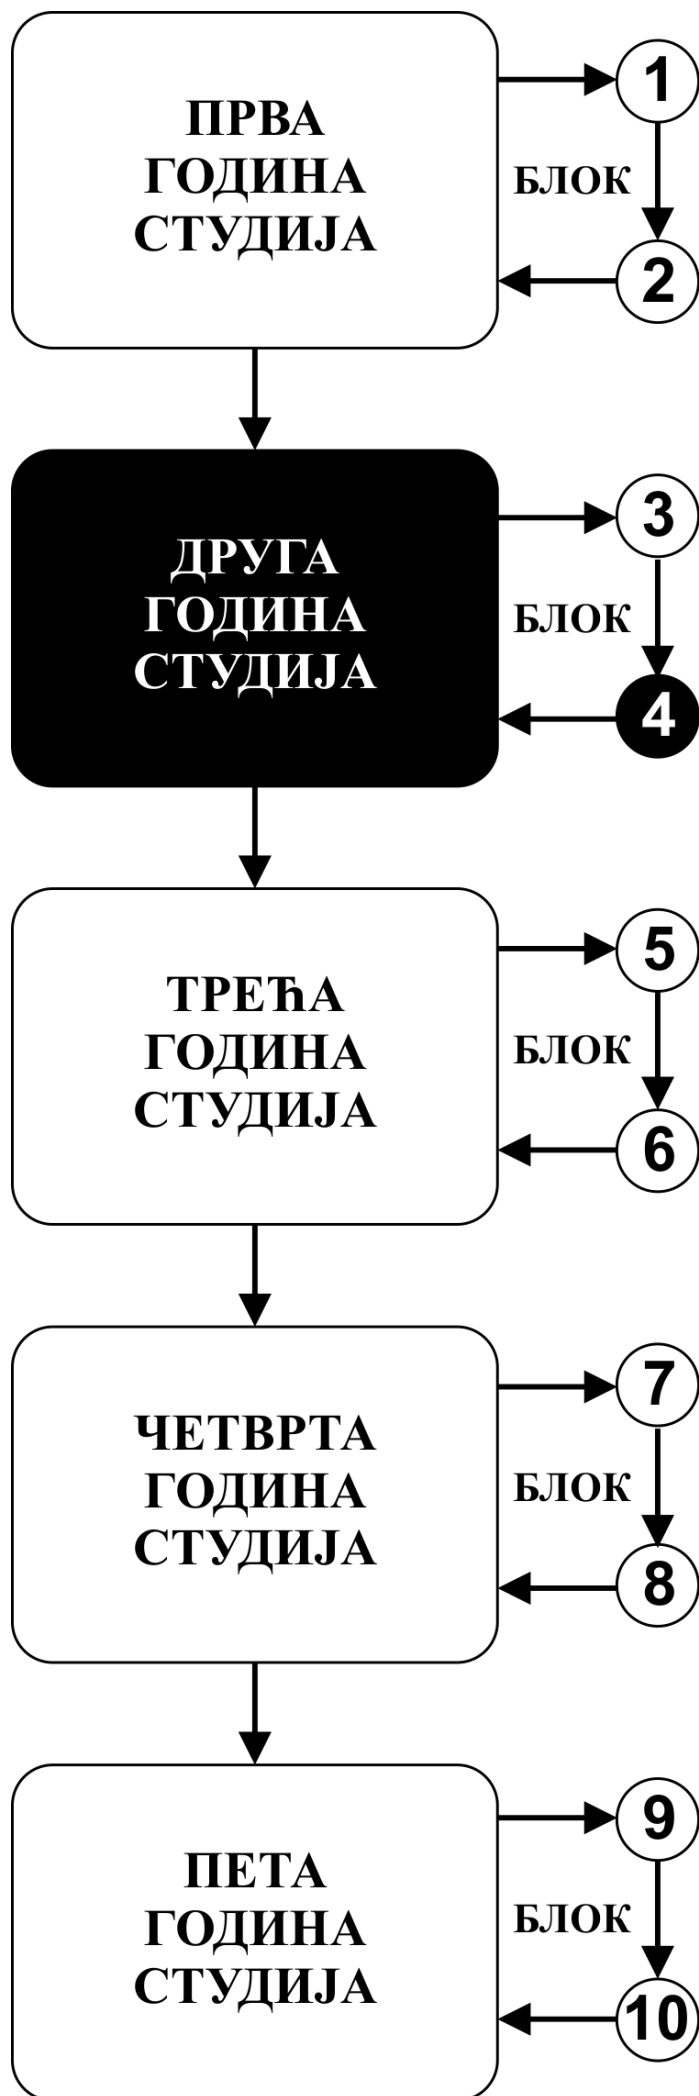 ПРВА
ГОДИНА
СТУДИЈА
1
БЛОК
2
ДРУГА
ГОДИНА
СТУДИЈА
3
БЛОК
4
ТРЕЋА
ГОДИНА
СТУДИЈА
5
БЛОК
6
ЧЕТВРТА
ГОДИНА
СТУДИЈА
7
БЛОК
8
ПЕТА
ГОДИНА
СТУДИЈА
9
БЛОК
10